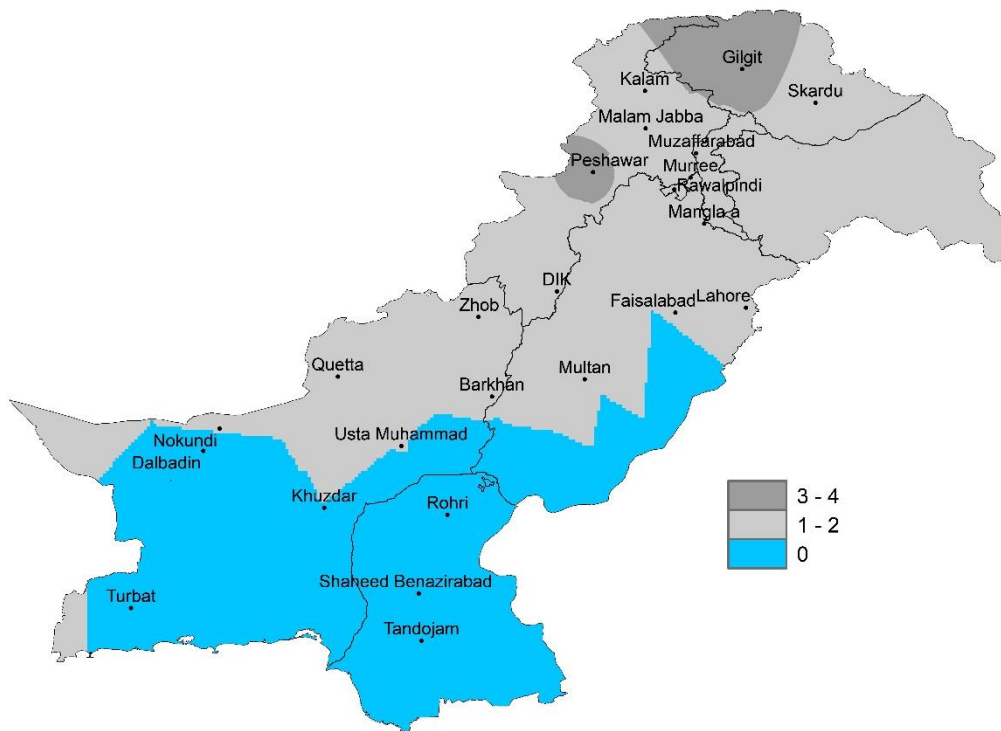 Gilgit
Kalam
Skardu
Malam Jabba
Muzaffarabad
Peshawar
Murree
Rawalpindi
Mangla a
DIK
Zhob
Faisalabad
Lahore
Quetta
Multan
Barkhan
Nokundi
Usta Muhammad
Dalbadin
Khuzdar
Rohri
3 - 4
1 - 2
0
Shaheed Benazirabad
Turbat
Tandojam